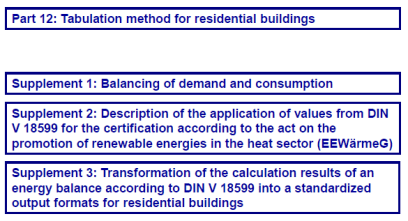 Part 12: Tabulation method for residential buildings
Supplement 1: Balancing of demand and consumption
Supplement 2: Description of the application of values from DIN
V 18599 for the certification according to the act on the
promotion of renewable energies in the heat sector (EEWärmeG)
Supplement 3: Transformation of the calculation results of an
energy balance according to DIN V 18599 into a standardized
output formats for residential buildings